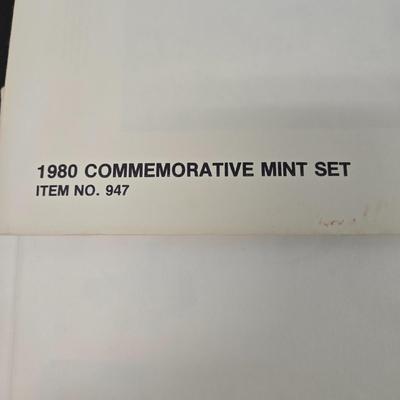 1980 COMMEMORATIVE MINT SET
ITEM NO. 947